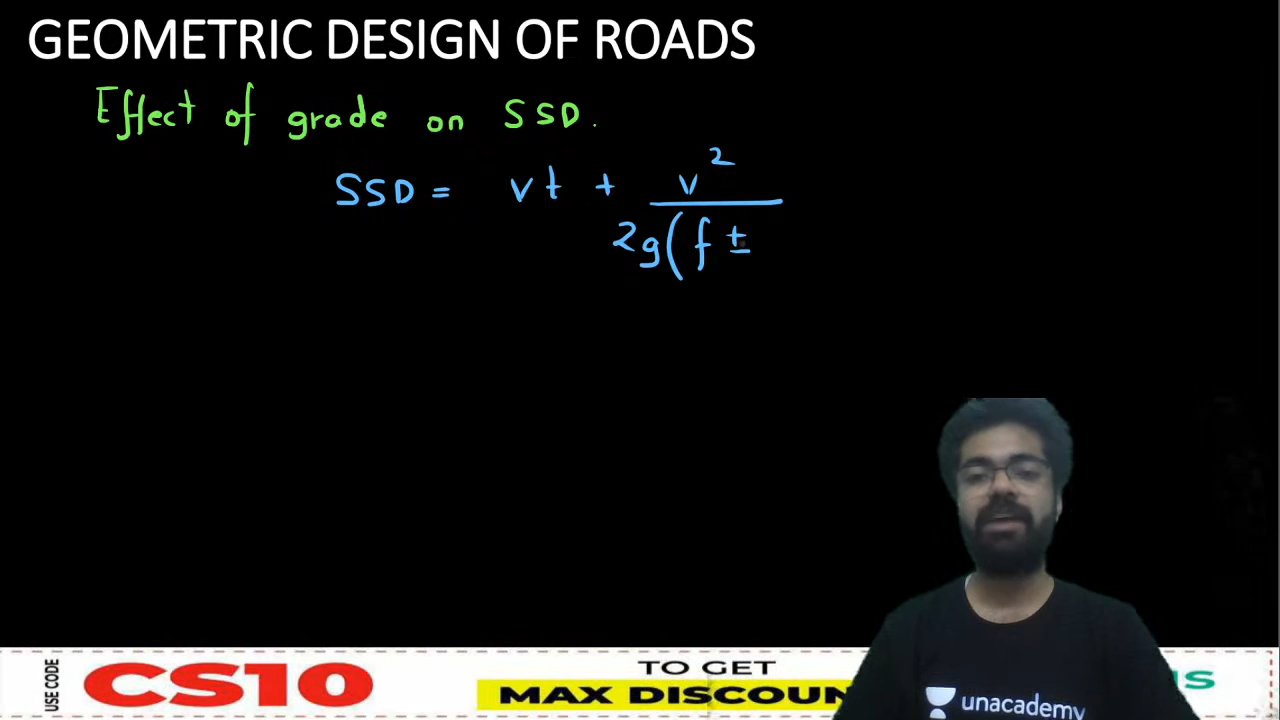 GEOMETRIC DESIGN OF ROADS
Effect of grade on SSD.
SSD = vt + v²
2g(f ±
USE CODE
CS10
TO GET
MAX DISCOUN
unacademy